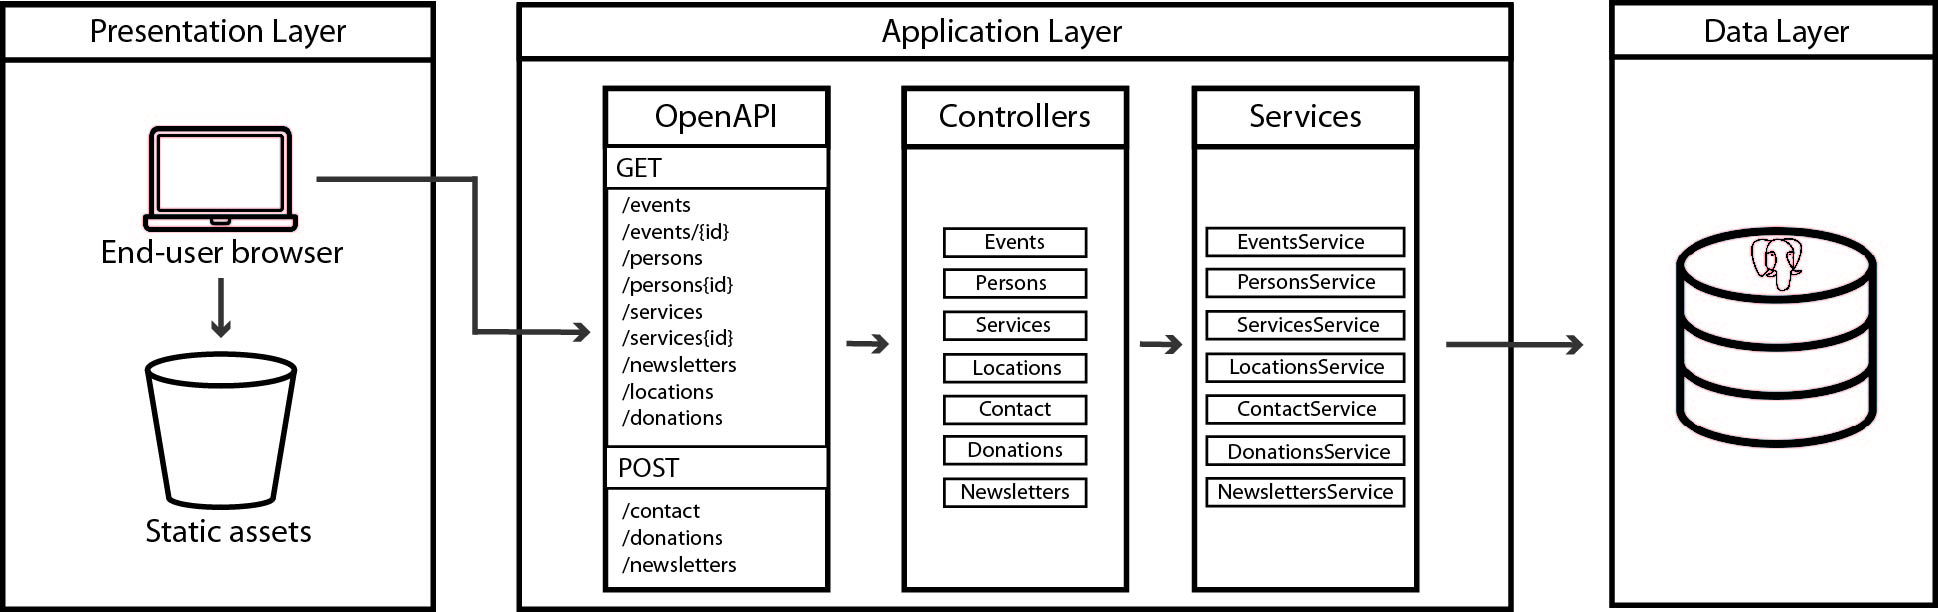 Presentation Layer
End-user browser
Static assets
Application Layer
OpenAPI
GET
/events
/events/{id}
/persons
/persons{id}
/services
/services{id}
/newsletters
/locations
/donations
POST
/contact
/donations
/newsletters
Controllers
Events
Persons
Services
Locations
Contact
Donations
Newsletters
Services
EventsService
PersonsService
ServicesService
LocationsService
ContactService
DonationsService
NewslettersService
Data Layer